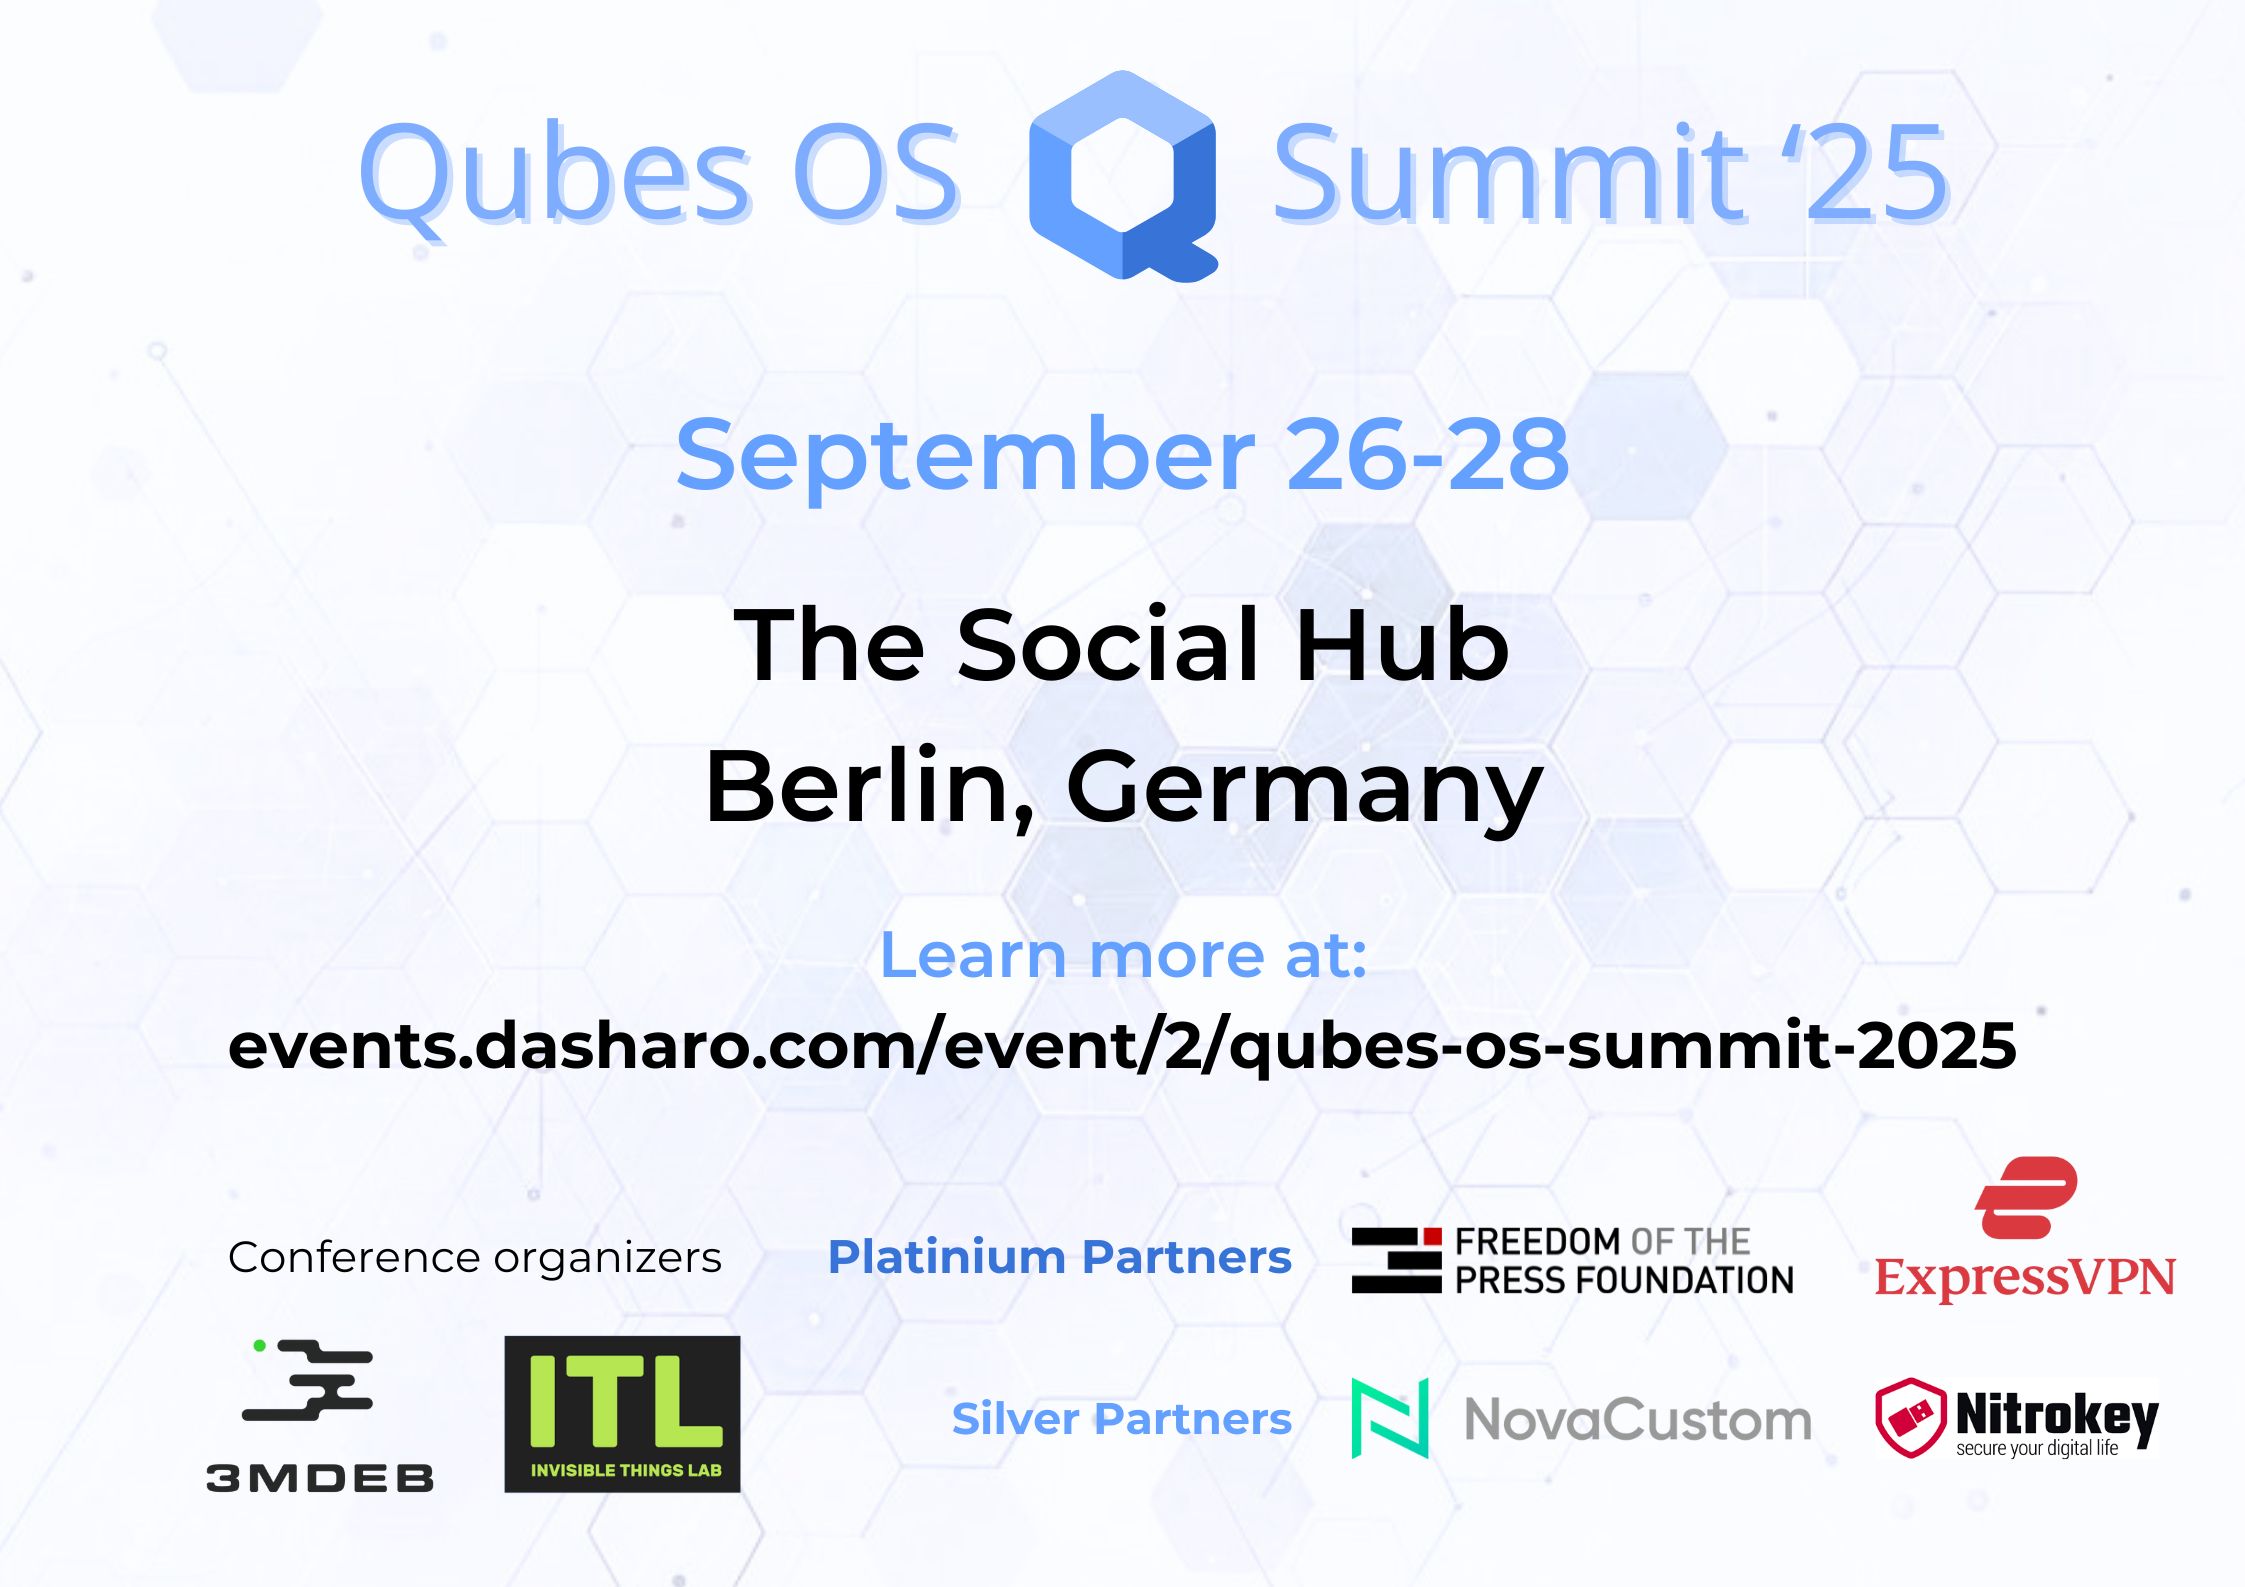 Qubes OS Summit ‘25
September 26-28
The Social Hub
Berlin, Germany
Learn more at:
events.dasharo.com/event/2/qubes-os-summit-2025
Conference organizers
3MDEB
ITL
INVISIBLE THINGS LAB
Platinium Partners
FREEDOM OF THE
PRESS FOUNDATION
ExpressVPN
Silver Partners
NovaCustom
Nitrokey
secure your digital life